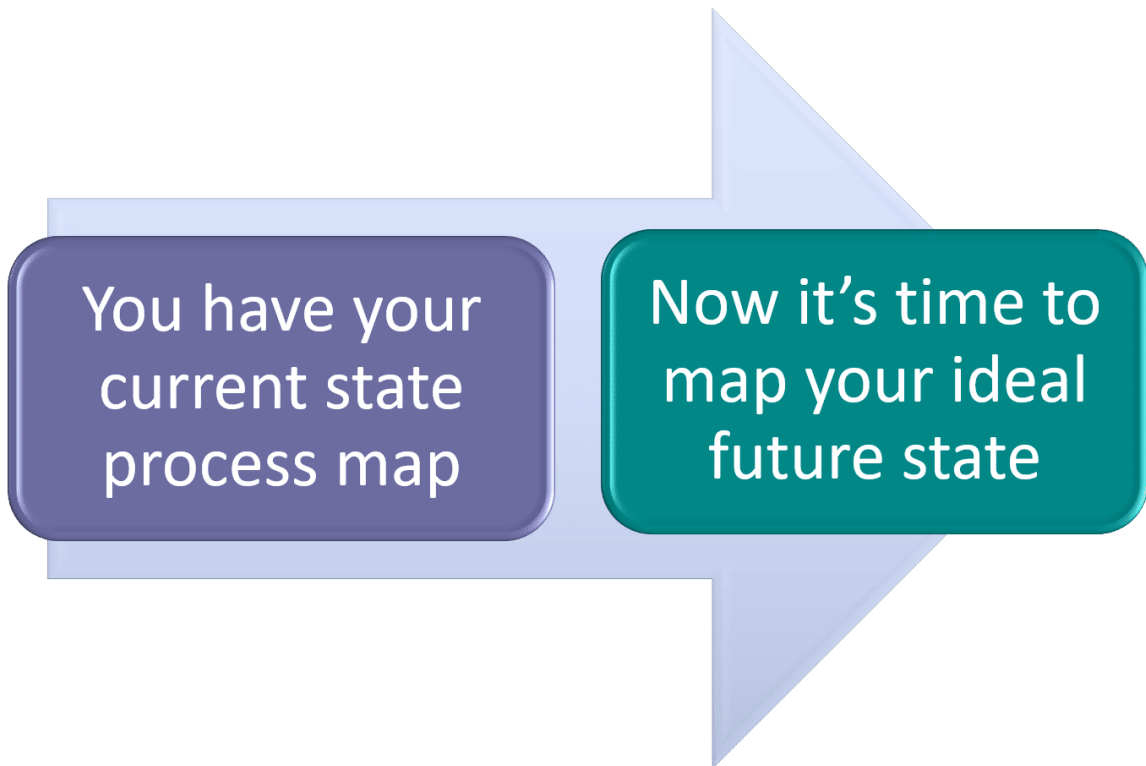 You have your
current state
process map
Now it’s time to
map your ideal
future state